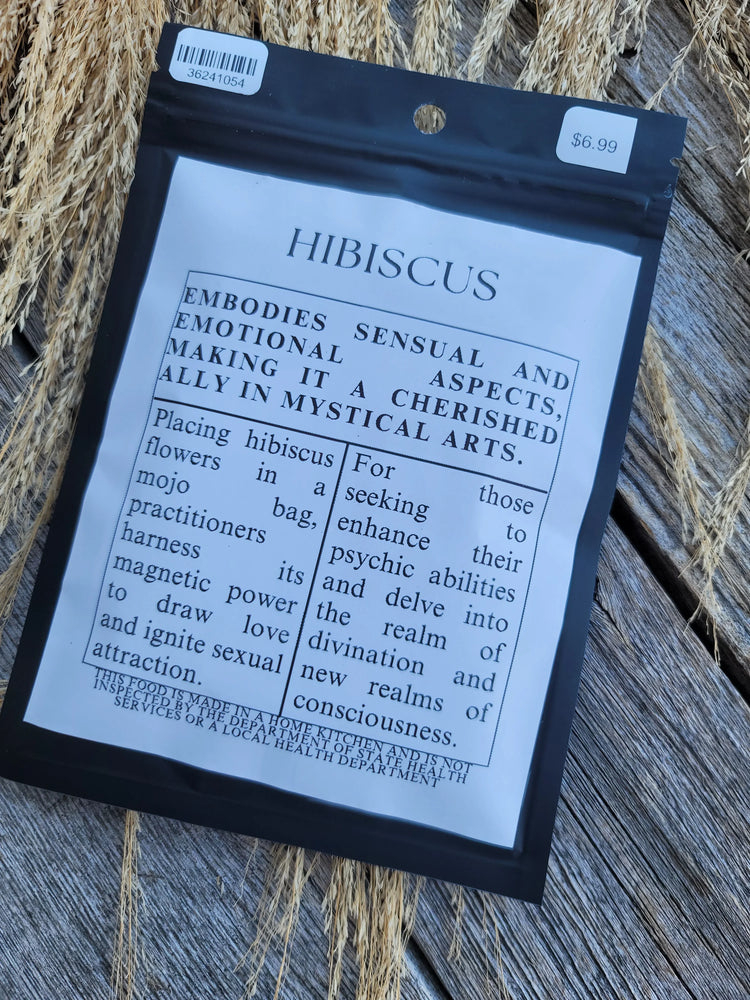 36241054
$6.99
HIBISCUS
EMBODIES SENSUAL AND
EMOTIONAL ASPECTS,
MAKING IT A CHERISHED
ALLY IN MYSTICAL ARTS.
Placing hibiscus
flowers in a
mojo bag,
practitioners
harness its
magnetic power
to draw love
and ignite sexual
attraction.
For those
seeking to
enhance their
psychic abilities
and delve into
the realm of
divination and
new realms of
consciousness.
THIS FOOD IS MADE IN A HOME KITCHEN AND IS NOT
INSPECTED BY THE DEPARTMENT OF STATE HEALTH
SERVICES OR A LOCAL HEALTH DEPARTMENT